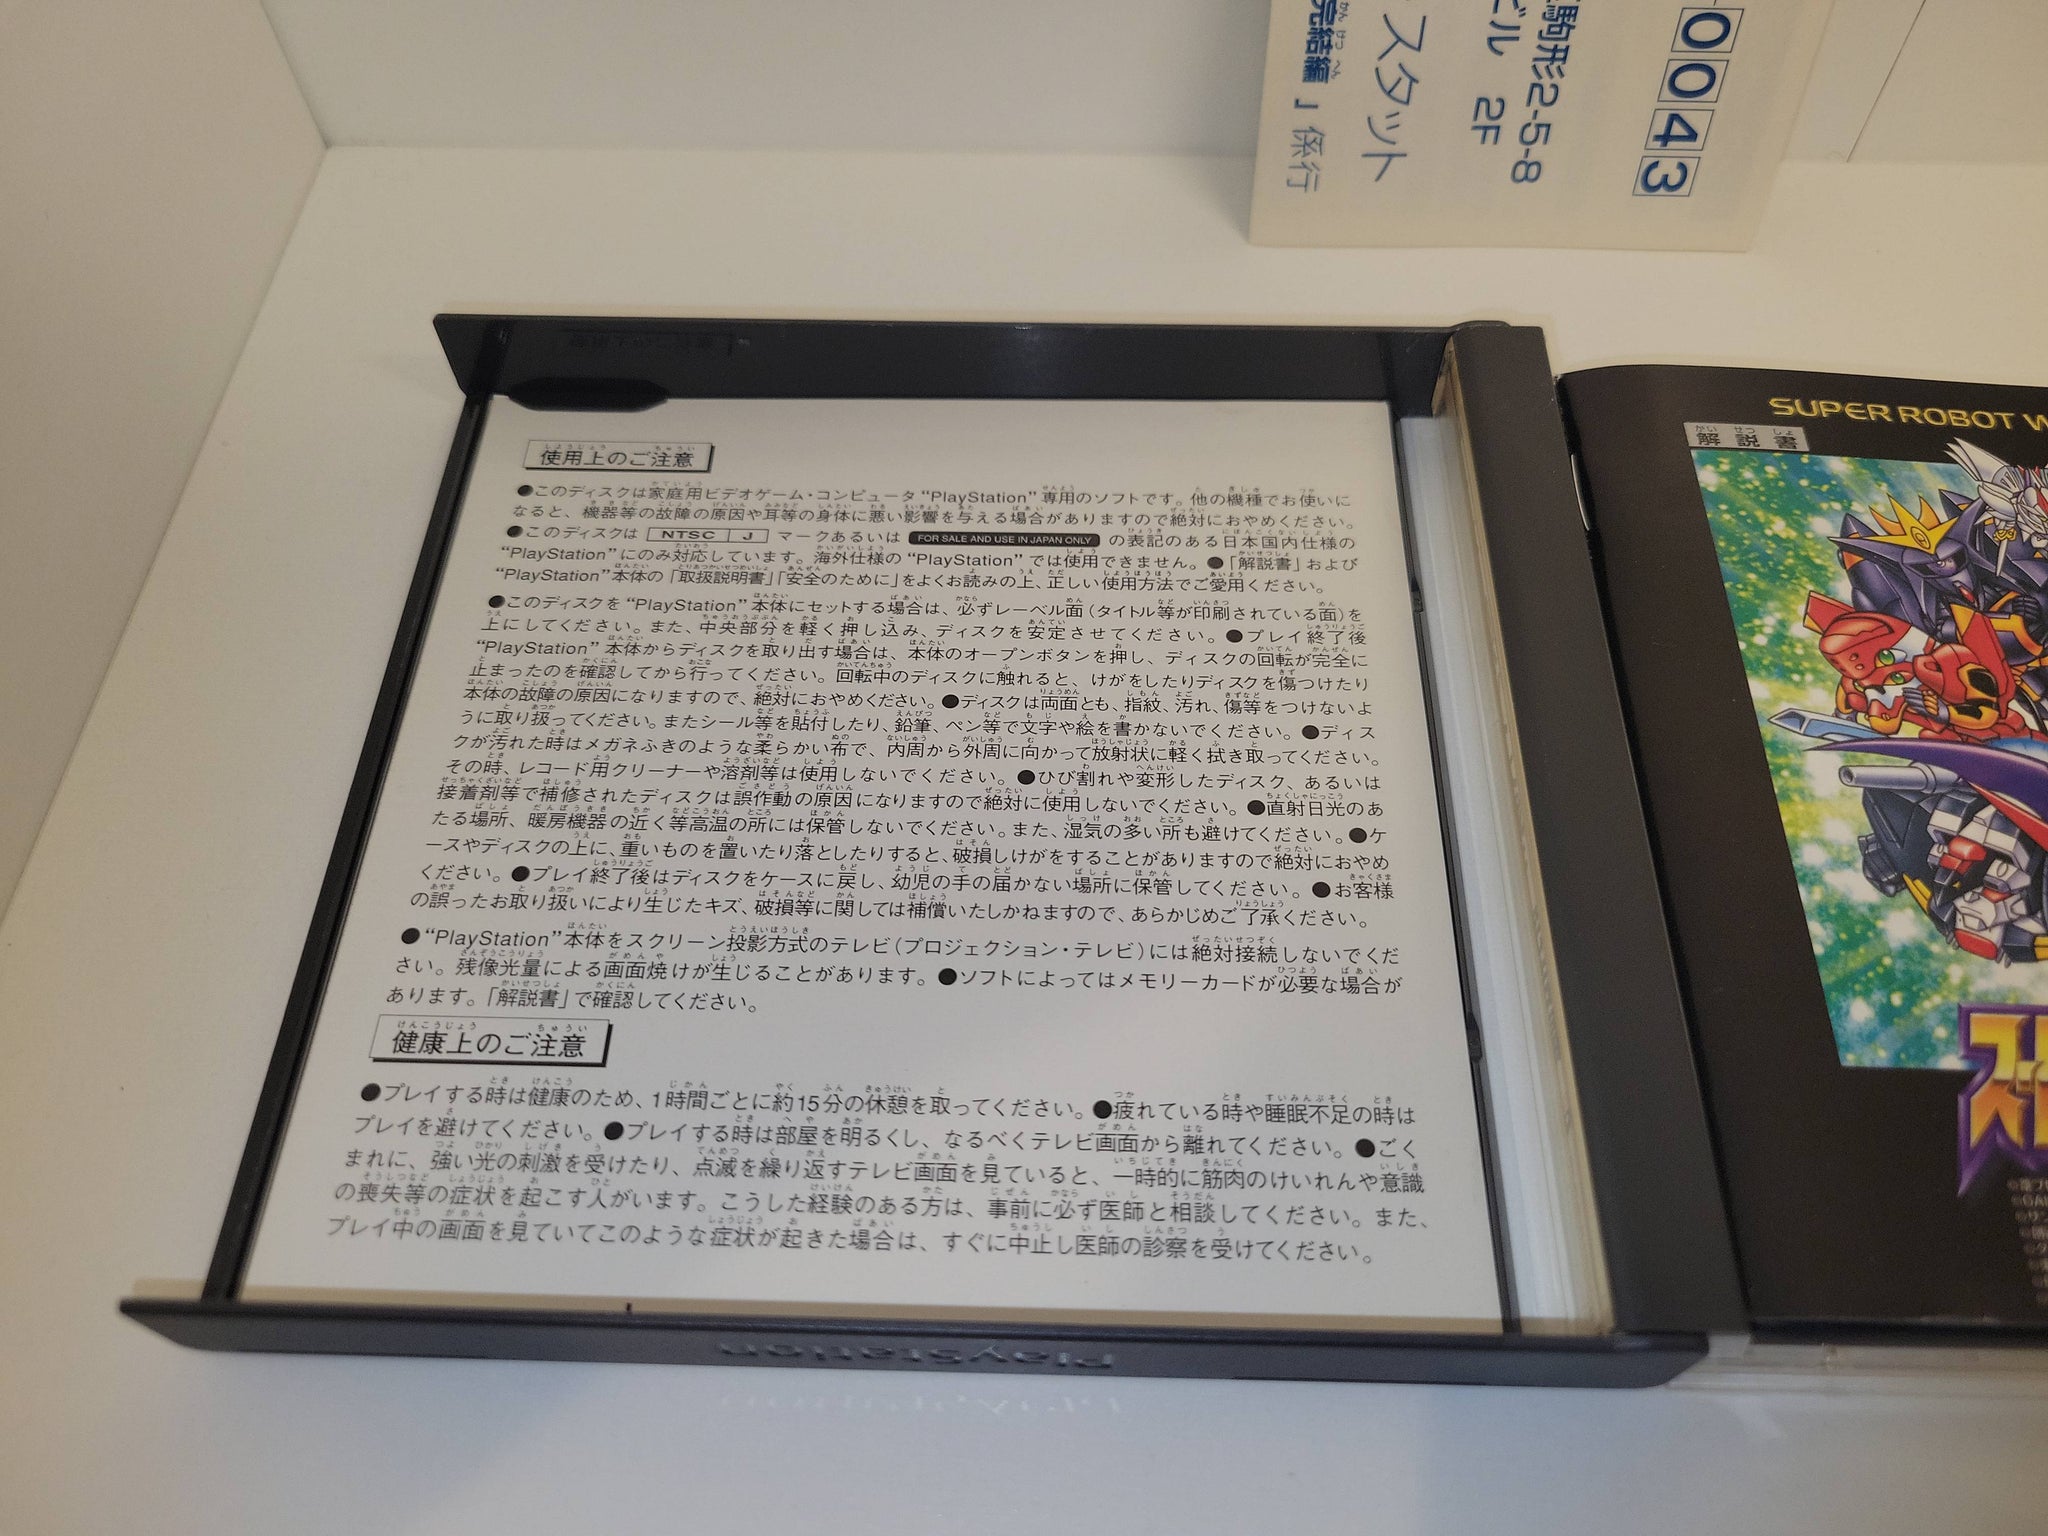 0043
駒形2-5-8
ビル 2F
スタット
完結編」係行
使用上のご注意
●このディスクは家庭用ビデオゲーム・コンピュータ“PlayStation”専用のソフトです。他の機種でお使いに
なると、機器等の故障の原因や耳等の身体に悪い影響を与える場合がありますので絶対におやめください。
●このディスクは NTSC J マークあるいは FOR SALE AND USE IN JAPAN ONLY の表記のある日本国内仕様の
“PlayStation”にのみ対応しています。海外仕様の“PlayStation”では使用できません。●「解説書」および
“PlayStation”本体の「取扱説明書」「安全のために」をよくお読みの上、正しい使用方法でご愛用ください。
●このディスクを“PlayStation”本体にセットする場合は、必ずレーベル面(タイトル等が印刷されている面)を
上にしてください。また、中央部分を軽く押し込み、ディスクを安定させてください。●プレイ終了後
“PlayStation”本体からディスクを取り出す場合は、本体のオープンボタンを押し、ディスクの回転が完全に
止まったのを確認してから行ってください。回転中のディスクに触れると、けがをしたりディスクを傷つけたり
本体の故障の原因になりますので、絶対におやめください。●ディスクは両面とも、指紋、汚れ、傷等をつけないよ
うに取り扱ってください。またシール等を貼付したり、鉛筆、ペン等で文字や絵を書かないでください。●ディス
クが汚れた時はメガネふきのような柔らかい布で、内周から外周に向かって放射状に軽く拭き取ってください。
その時、レコード用クリーナーや溶剤等は使用しないでください。●ひび割れや変形したディスク、あるいは
接着剤等で補修されたディスクは誤作動の原因になりますので絶対に使用しないでください。●直射日光のあ
たる場所、暖房機器の近く等高温の所には保管しないでください。また、湿気の多い所も避けてください。●ケ
ースやディスクの上に、重いものを置いたり落としたりすると、破損しけがをすることがありますので絶対におやめ
ください。●プレイ終了後はディスクをケースに戻し、幼児の手の届かない場所に保管してください。●お客様
の誤ったお取り扱いにより生じたキズ、破損等に関しては補償いたしかねますので、あらかじめご了承ください。
●“PlayStation”本体をスクリーン投影方式のテレビ(プロジェクション・テレビ)には絶対接続しないでくだ
さい。残像光量による画面焼けが生じることがあります。●ソフトによってはメモリーカードが必要な場合が
あります。「解説書」で確認してください。
健康上のご注意
●プレイする時は健康のため、1時間ごとに約15分の休憩を取ってください。●疲れている時や睡眠不足の時は
プレイを避けてください。●プレイする時は部屋を明るくし、なるべくテレビ画面から離れてください。●ごく
まれに、強い光の刺激を受けたり、点滅を繰り返すテレビ画面を見ていると、一時的に筋肉のけいれんや意識
の喪失等の症状を起こす人がいます。こうした経験のある方は、事前に必ず医師と相談してください。また、
プレイ中の画面を見ていてこのような症状が起きた場合は、すぐに中止し医師の診察を受けてください。
PlayStation
SUPER ROBOT W
解説書
ス